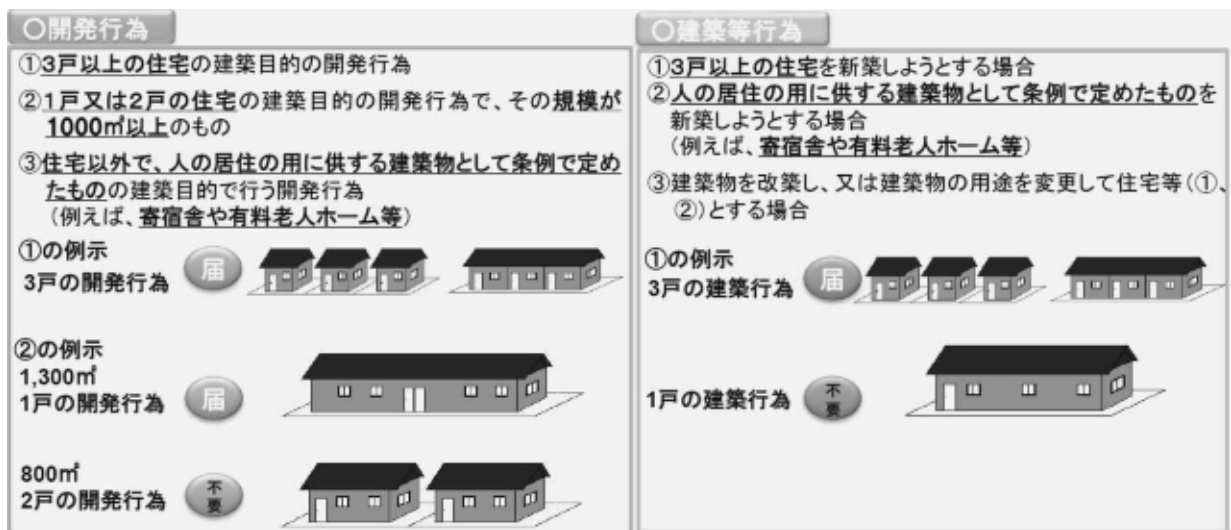 〇開発行為
①3戸以上の住宅の建築目的の開発行為
②1戸又は2戸の住宅の建築目的の開発行為で、その規模が
1000㎡以上のもの
③住宅以外で、人の居住の用に供する建築物として条例で定め
たものの建築目的で行う開発行為
(例えば、寄宿舎や有料老人ホーム等)
①の例示
3戸の開発行為
届
②の例示
1,300㎡
1戸の開発行為
届
800㎡
2戸の開発行為
不要
〇建築等行為
①3戸以上の住宅を新築しようとする場合
②人の居住の用に供する建築物として条例で定めたものを
新築しようとする場合
(例えば、寄宿舎や有料老人ホーム等)
③建築物を改築し、又は建築物の用途を変更して住宅等(①、
②)とする場合
①の例示
3戸の建築行為
届
1戸の建築行為
不要